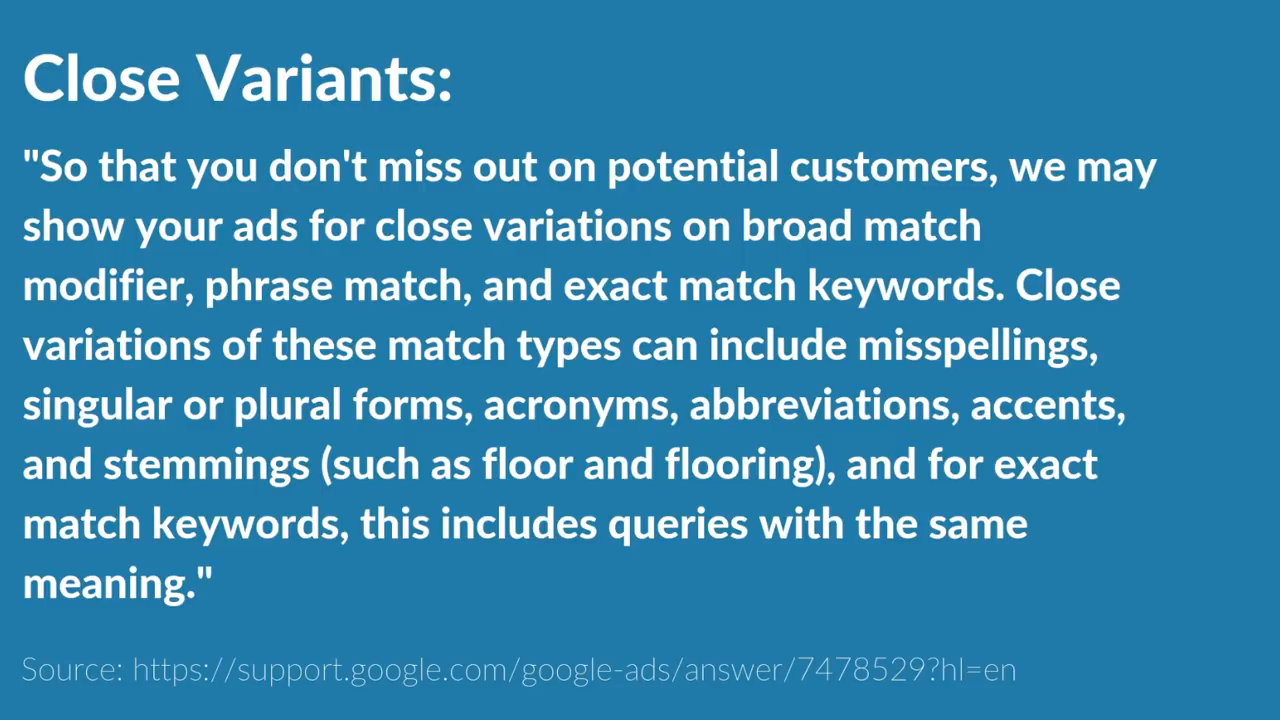 Close Variants:
"So that you don't miss out on potential customers, we may
show your ads for close variations on broad match
modifier, phrase match, and exact match keywords. Close
variations of these match types can include misspellings,
singular or plural forms, acronyms, abbreviations, accents,
and stemmings (such as floor and flooring), and for exact
match keywords, this includes queries with the same
meaning."
Source: https://support.google.com/google-ads/answer/7478529?hl=en